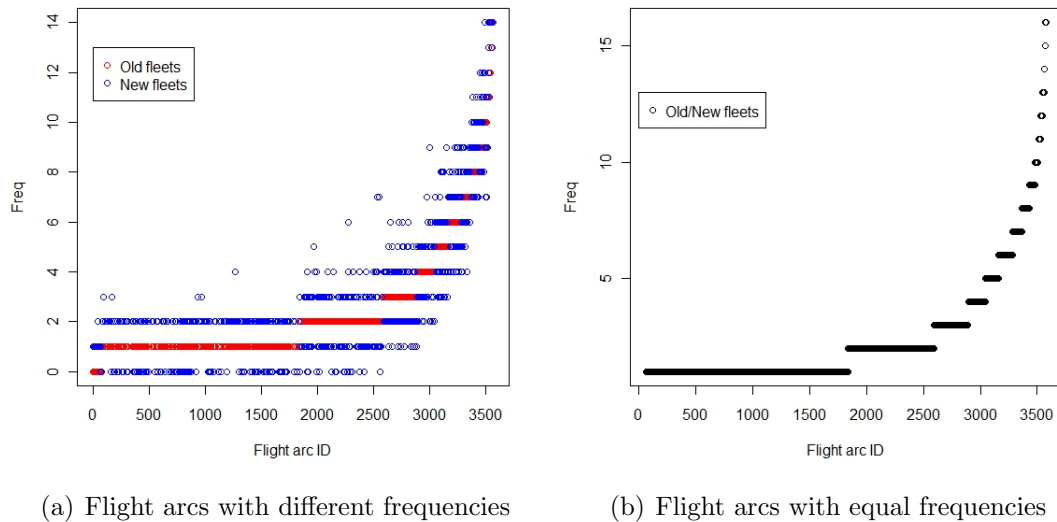 14
12
10
8
6
4
2
0
Freq
Old fleets
New fleets
0 500 1000 1500 2000 2500 3000 3500
Flight arc ID
(a) Flight arcs with different frequencies
15
10
5
Freq
Old/New fleets
0 500 1000 1500 2000 2500 3000 3500
Flight arc ID
(b) Flight arcs with equal frequencies